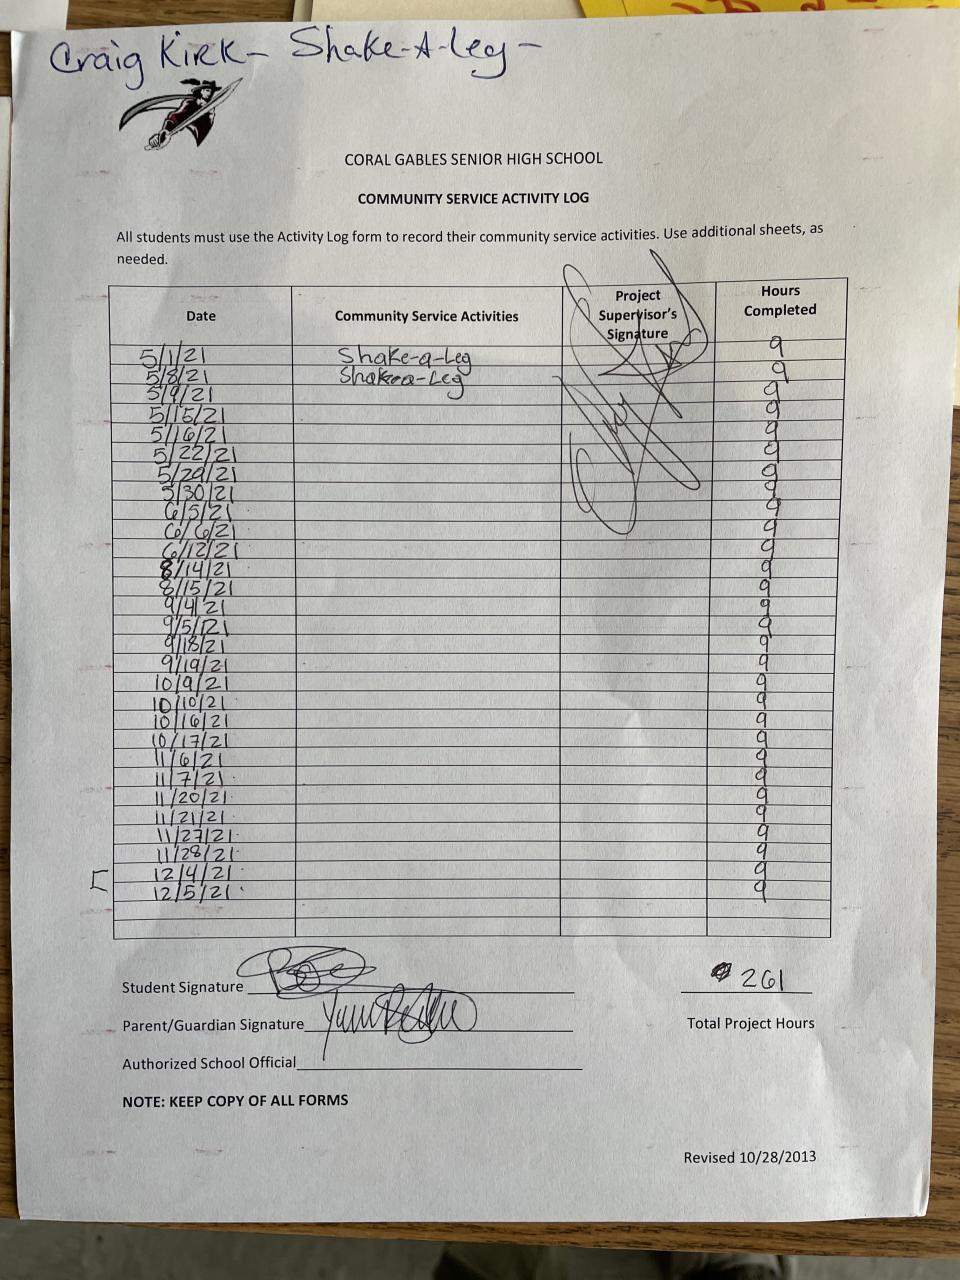 Craig Kirk- Shake-A-Leg-
CORAL GABLES SENIOR HIGH SCHOOL
COMMUNITY SERVICE ACTIVITY LOG
All students must use the Activity Log form to record their community service activities. Use additional sheets, as
needed.
Date Community Service Activities Project Supervisor's Signature Hours Completed
5/1/21 Shake-a-Leg 9
5/8/21 Shake-a-Leg 9
5/9/21 9
5/15/21 9
5/16/21 9
5/22/21 9
5/29/21 9
5/30/21 9
6/5/21 9
6/6/21 9
6/12/21 9
8/14/21 9
8/15/21 9
9/4/21 9
9/5/21 9
9/18/21 9
9/19/21 9
10/9/21 9
10/10/21 9
10/16/21 9
10/17/21 9
11/6/21 9
11/7/21 9
11/20/21 9
11/21/21 9
11/27/21 9
11/28/21 9
12/4/21 9
12/5/21 9
Student Signature 261
Parent/Guardian Signature Total Project Hours
Authorized School Official
NOTE: KEEP COPY OF ALL FORMS
Revised 10/28/2013